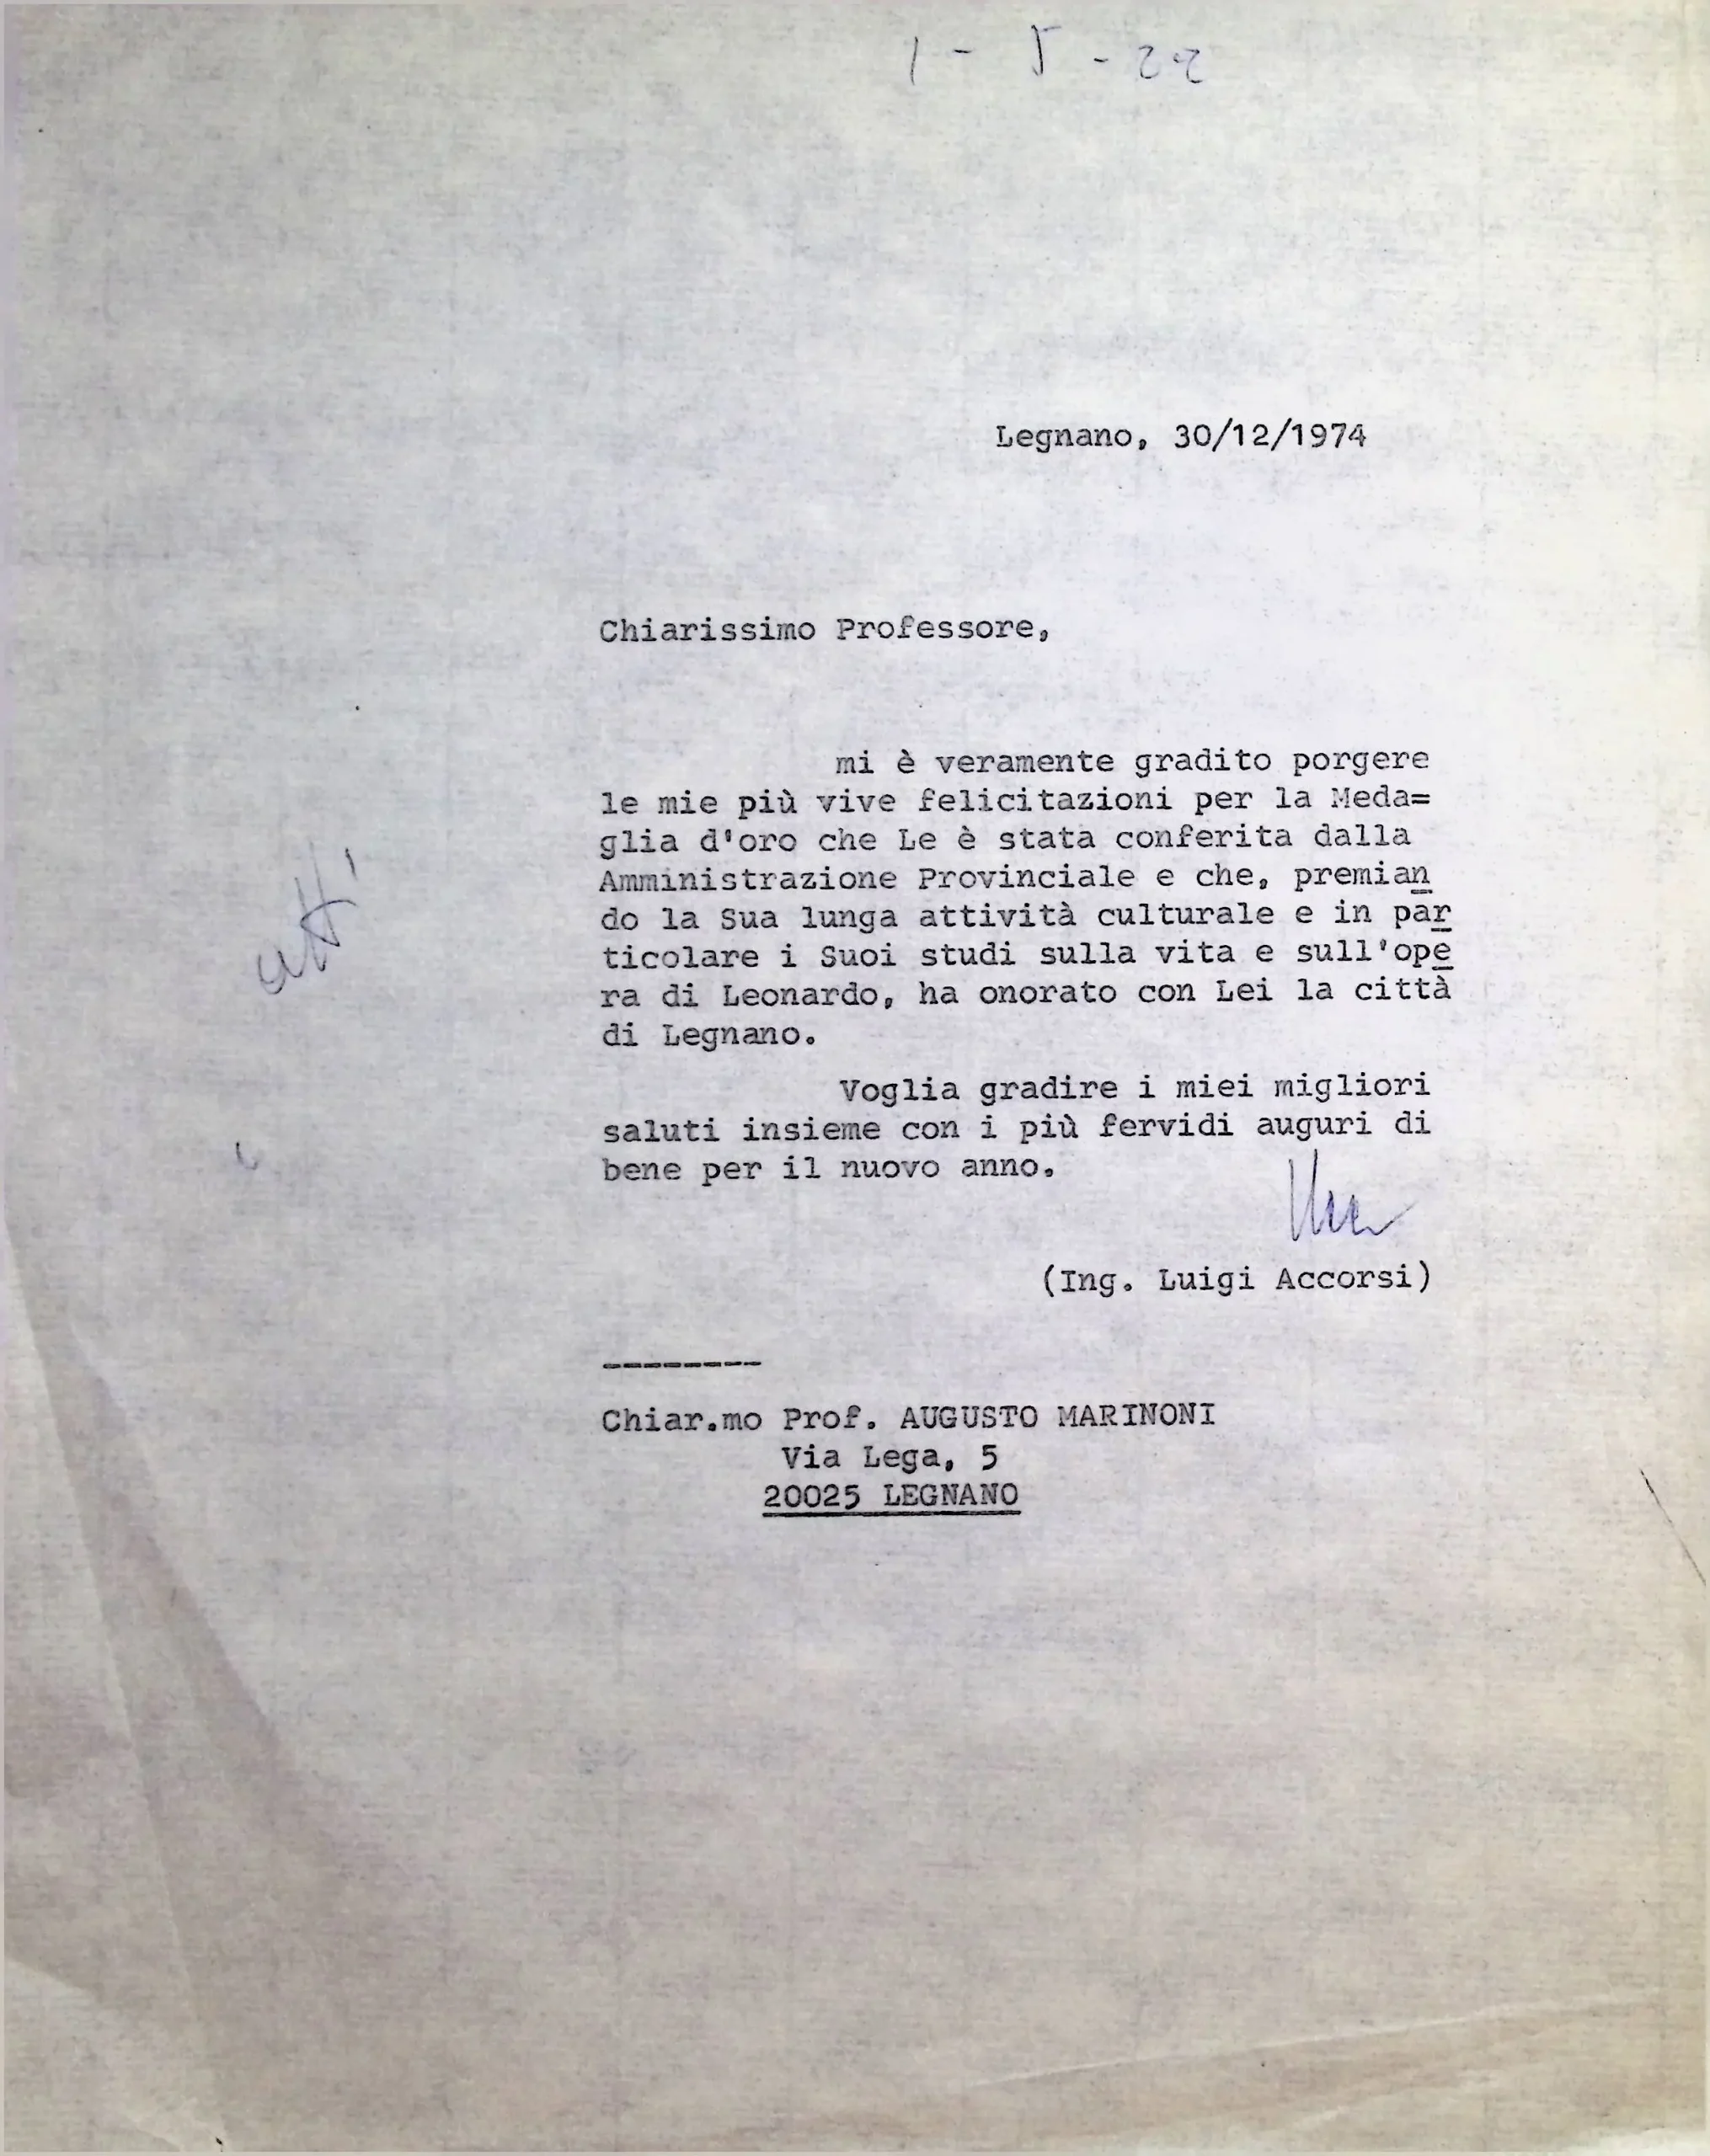 1 - 5 - 22
Legnano, 30/12/1974
Chiarissimo Professore,
mi è veramente gradito porgere
le mie più vive felicitazioni per la Meda=
glia d'oro che Le è stata conferita dalla
Amministrazione Provinciale e che, premian
do la Sua lunga attività culturale e in par
ticolare i Suoi studi sulla vita e sull'ope
ra di Leonardo, ha onorato con Lei la città
di Legnano.
Voglia gradire i miei migliori
saluti insieme con i più fervidi auguri di
bene per il nuovo anno.
(Ing. Luigi Accorsi)
---------
Chiar.mo Prof. AUGUSTO MARINONI
Via Lega, 5
20025 LEGNANO
atti